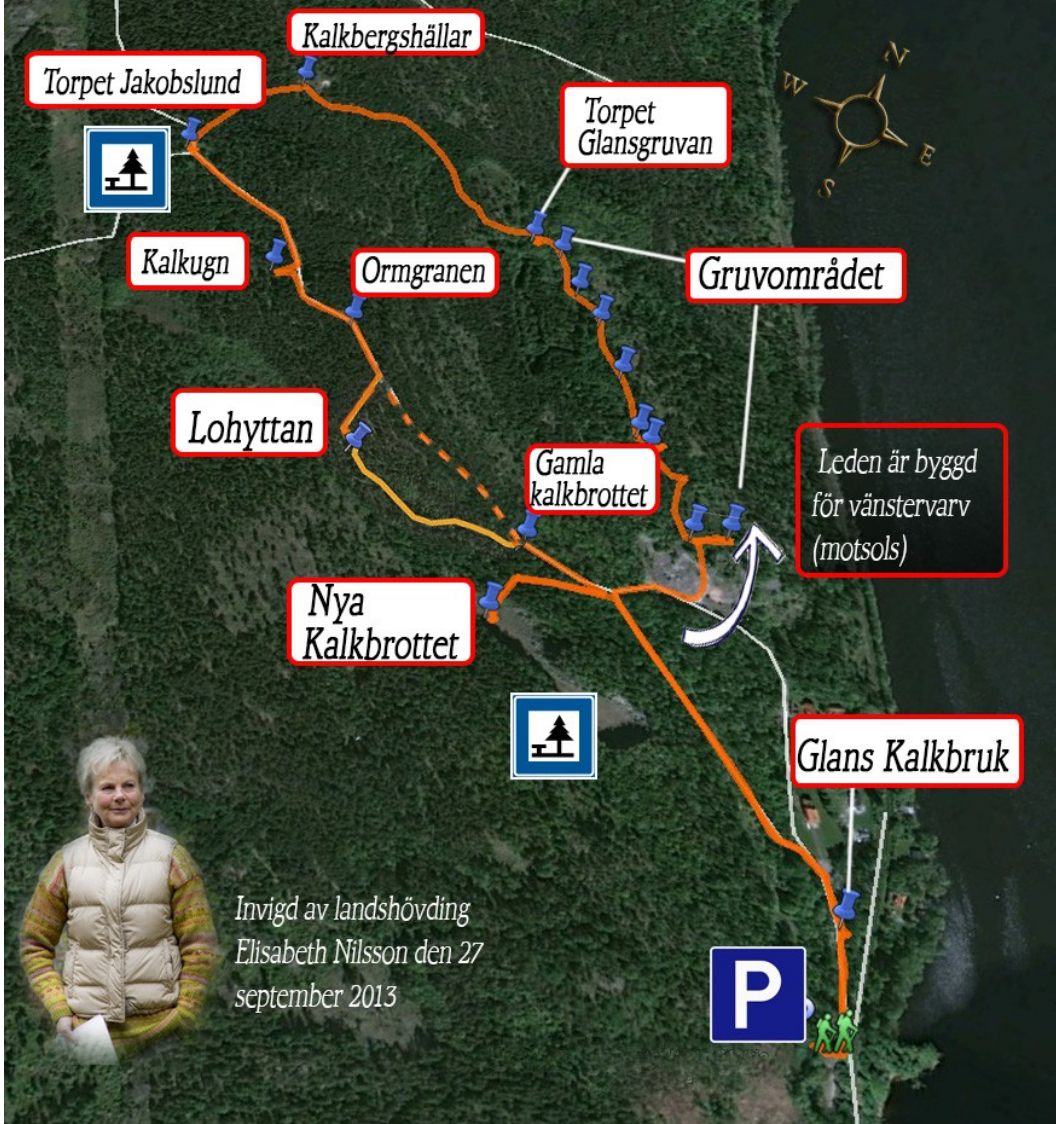 Kalkbergshällar
Torpet Jakobslund
Torpet
Glansgruvan
N
W
E
S
Kalkugn
Ormgranen
Gruvområdet
Lohyttan
Gamla
kalkbrottet
Leden är byggd
för vänstervarv
(motsols)
Nya
Kalkbrottet
Glans Kalkbruk
Invigd av landshövding
Elisabeth Nilsson den 27
september 2013
P